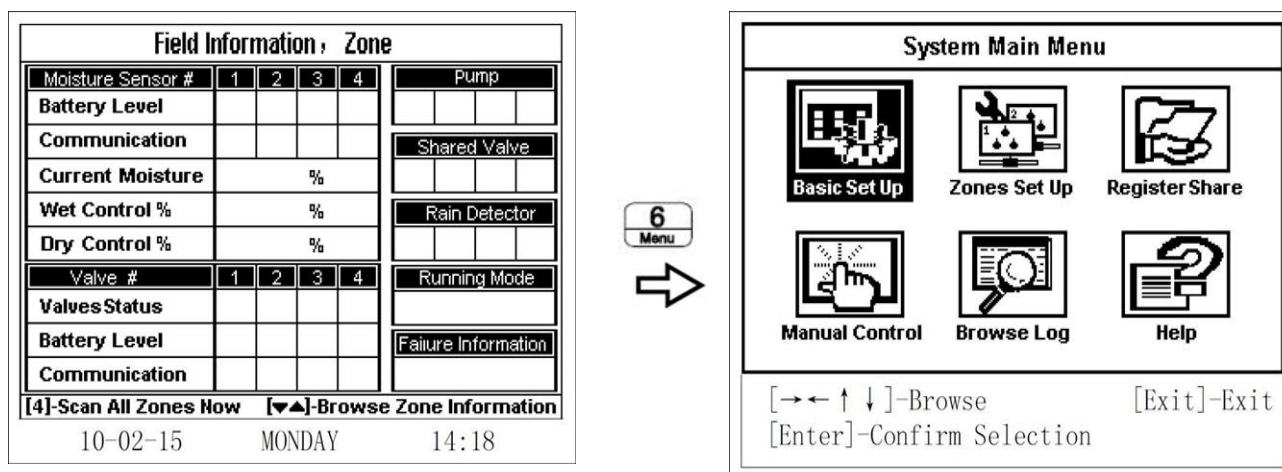 Field Information， Zone
Moisture Sensor # 1 2 3 4
Battery Level
Communication
Current Moisture %
Wet Control % %
Dry Control % %
Valve # 1 2 3 4
Valves Status
Battery Level
Communication
Pump
Shared Valve
Rain Detector
Running Mode
Failure Information
[4]-Scan All Zones Now [▼▲]-Browse Zone Information
10-02-15 MONDAY 14:18
6
Menu
System Main Menu
Basic Set Up Zones Set Up Register Share
Manual Control Browse Log Help
[→← ↑ ↓ ]-Browse [Exit]-Exit
[Enter]-Confirm Selection